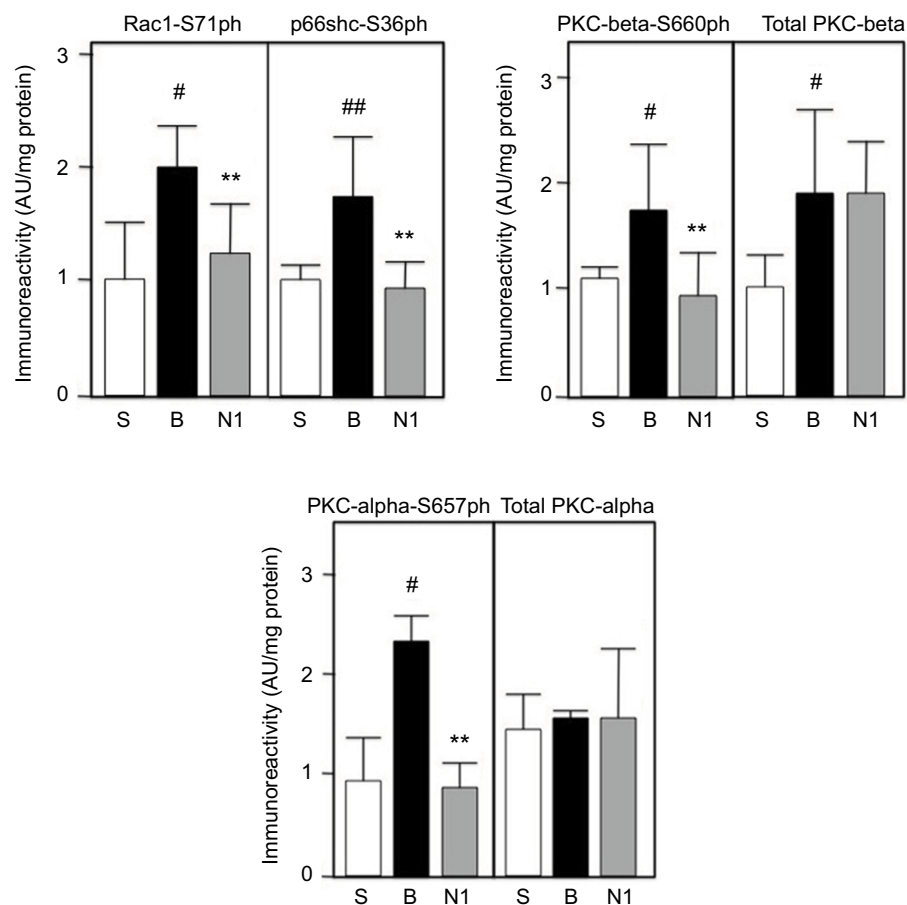 Rac1-S71ph p66shc-S36ph
Immunoreactivity (AU/mg protein)
3
2
1
0
# ** ## **
S B N1 S B N1
PKC-beta-S660ph Total PKC-beta
Immunoreactivity (AU/mg protein)
3
2
1
0
# ** #
S B N1 S B N1
PKC-alpha-S657ph Total PKC-alpha
Immunoreactivity (AU/mg protein)
3
2
1
0
# **
S B N1 S B N1